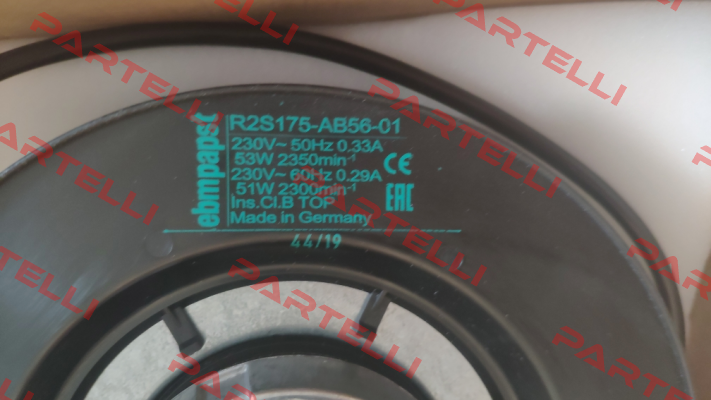 ebmpapst
R2S175-AB56-01
230V~ 50Hz 0.33A
53W 2350min⁻¹
230V~ 60Hz 0.29A
51W 2300min⁻¹
Ins.Cl.B TOP
Made in Germany
CE
EAC
44/19
PARTELLI
PARTELLI
PARTELLI
PARTELLI
PARTELLI
PARTELLI
PARTELLI
PARTELLI
PARTELLI